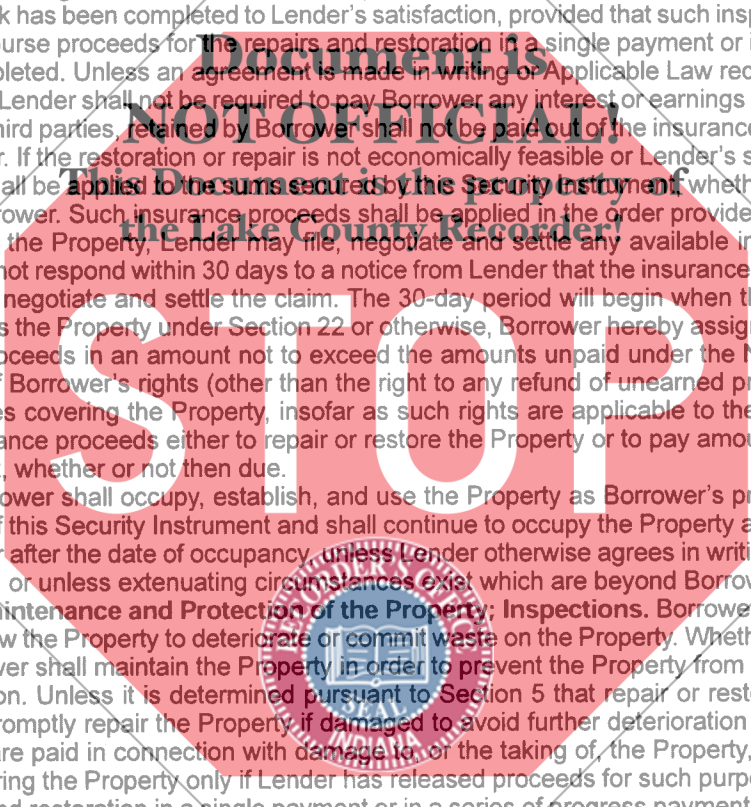 k has been completed to Lender's satisfaction, provided that such ins
urse proceeds for the repairs and restoration in a single payment or i
Document is
pleted. Unless an agreement is made in writing or Applicable Law rec
Lender shall not be required to pay Borrower any interest or earnings
NOT OFFICIAL!
hird parties, retained by Borrower shall not be paid out of the insuranc
r. If the restoration or repair is not economically feasible or Lender's s
This Document is the property of
all be applied to the sums secured by this Security Instrument, wheth
rower. Such insurance proceeds shall be applied in the order provide
the Lake County Recorder!
the Property, Lender may file, negotiate and settle any available in
not respond within 30 days to a notice from Lender that the insurance
negotiate and settle the claim. The 30-day period will begin when th
s the Property under Section 22 or otherwise, Borrower hereby assig
oceeds in an amount not to exceed the amounts unpaid under the N
f Borrower's rights (other than the right to any refund of unearned pr
es covering the Property, insofar as such rights are applicable to the
ance proceeds either to repair or restore the Property or to pay amou
, whether or not then due.
STOP
ower shall occupy, establish, and use the Property as Borrower's pr
f this Security Instrument and shall continue to occupy the Property a
r after the date of occupancy, unless Lender otherwise agrees in writi
or unless extenuating circumstances exist which are beyond Borrow
intenance and Protection of the Property; Inspections. Borrowe
w the Property to deteriorate or commit waste on the Property. Wheth
ver shall maintain the Property in order to prevent the Property from
on. Unless it is determined pursuant to Section 5 that repair or rest
romptly repair the Property if damaged to avoid further deterioration
are paid in connection with damage to, or the taking of, the Property,
ring the Property only if Lender has released proceeds for such purp
nd restoration in a single payment or in a series of progress payment
RECORDER'S OFFICE
SEAL
INDIANA